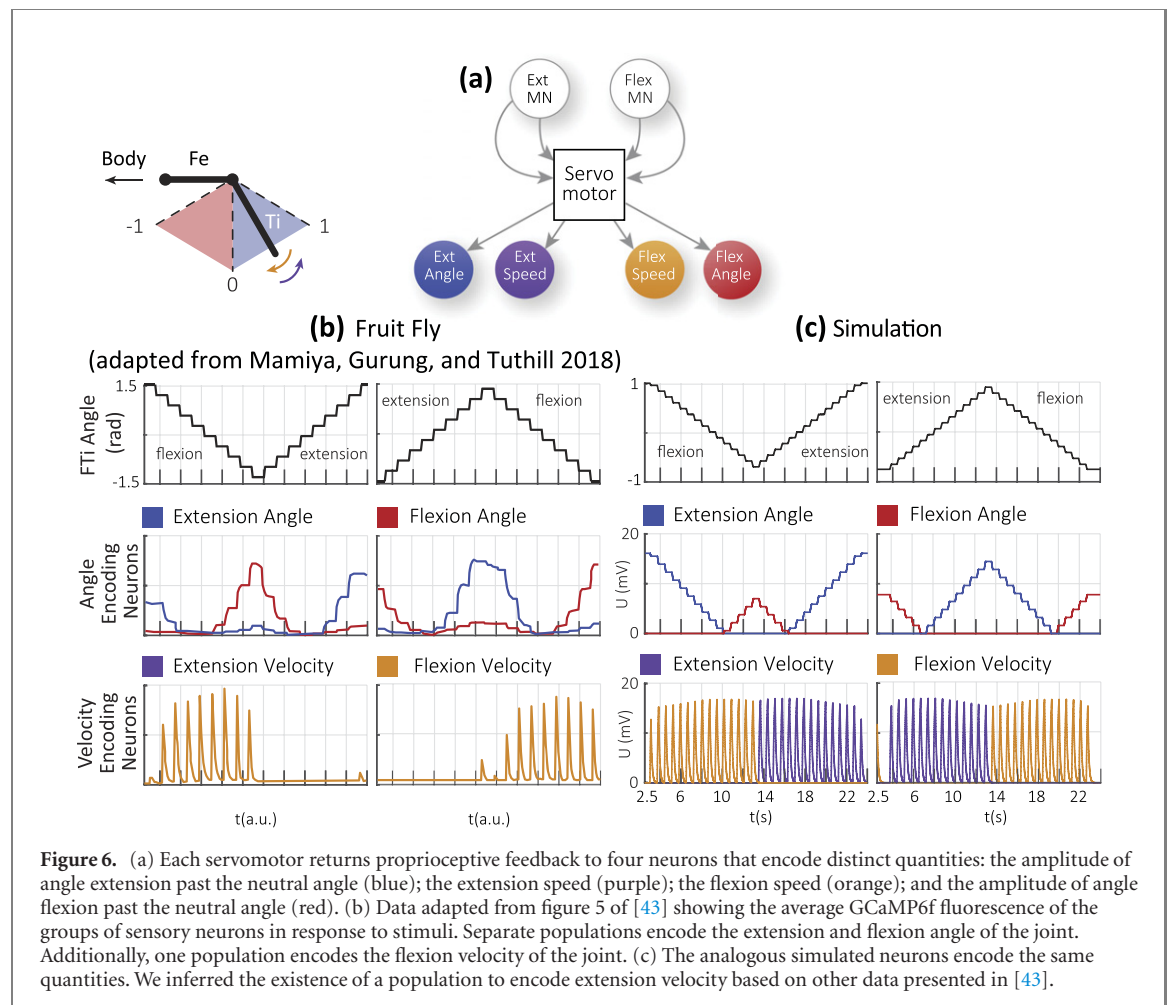 (a)
Ext
MN
Flex
MN
Body
Fe
Servo
motor
Ti
-1
1
0
Ext
Angle
Ext
Speed
Flex
Speed
Flex
Angle
(b) Fruit Fly
(adapted from Mamiya, Gurung, and Tuthill 2018)
(c) Simulation
FTi Angle
(rad)
1.5
-1.5
flexion
extension
extension
flexion
1
-1
flexion
extension
extension
flexion
Extension Angle
Flexion Angle
Extension Angle
Flexion Angle
Angle
Encoding
Neurons
U (mV)
20
10
0
Extension Velocity
Flexion Velocity
Extension Velocity
Flexion Velocity
Velocity
Encoding
Neurons
U (mV)
20
10
0
2.5 6 10 14 18 22
2.5 6 10 14 18 22
t(a.u.)
t(a.u.)
t(s)
t(s)
Figure 6. (a) Each servomotor returns proprioceptive feedback to four neurons that encode distinct quantities: the amplitude of
angle extension past the neutral angle (blue); the extension speed (purple); the flexion speed (orange); and the amplitude of angle
flexion past the neutral angle (red). (b) Data adapted from figure 5 of [43] showing the average GCaMP6f fluorescence of the
groups of sensory neurons in response to stimuli. Separate populations encode the extension and flexion angle of the joint.
Additionally, one population encodes the flexion velocity of the joint. (c) The analogous simulated neurons encode the same
quantities. We inferred the existence of a population to encode extension velocity based on other data presented in [43].